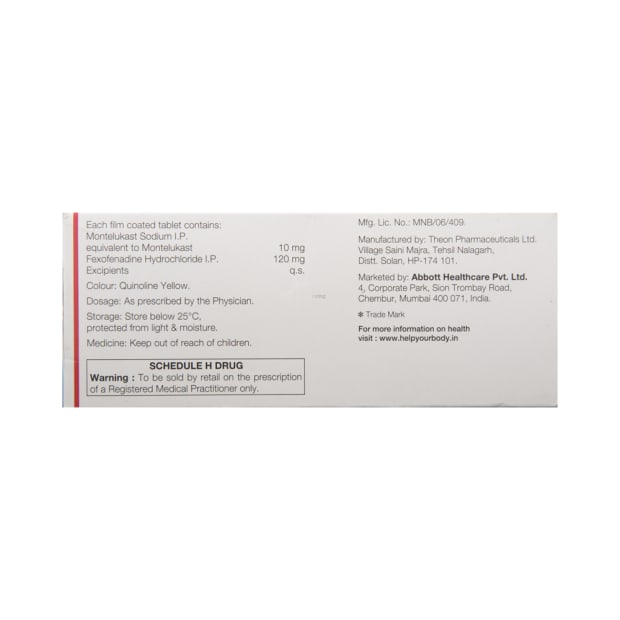 Each film coated tablet contains:
Montelukast Sodium I.P.
equivalent to Montelukast 10 mg
Fexofenadine Hydrochloride I.P. 120 mg
Excipients q.s.
Colour: Quinoline Yellow.
Dosage: As prescribed by the Physician.
Storage: Store below 25°C,
protected from light & moisture.
Medicine: Keep out of reach of children.
SCHEDULE H DRUG
Warning : To be sold by retail on the prescription
of a Registered Medical Practitioner only.
Mfg. Lic. No.: MNB/06/409.
Manufactured by: Theon Pharmaceuticals Ltd.
Village Saini Majra, Tehsil Nalagarh,
Distt. Solan, HP-174 101.
Marketed by: Abbott Healthcare Pvt. Ltd.
4, Corporate Park, Sion Trombay Road,
Chembur, Mumbai 400 071, India.
✻ Trade Mark
For more information on health
visit : www.helpyourbody.in